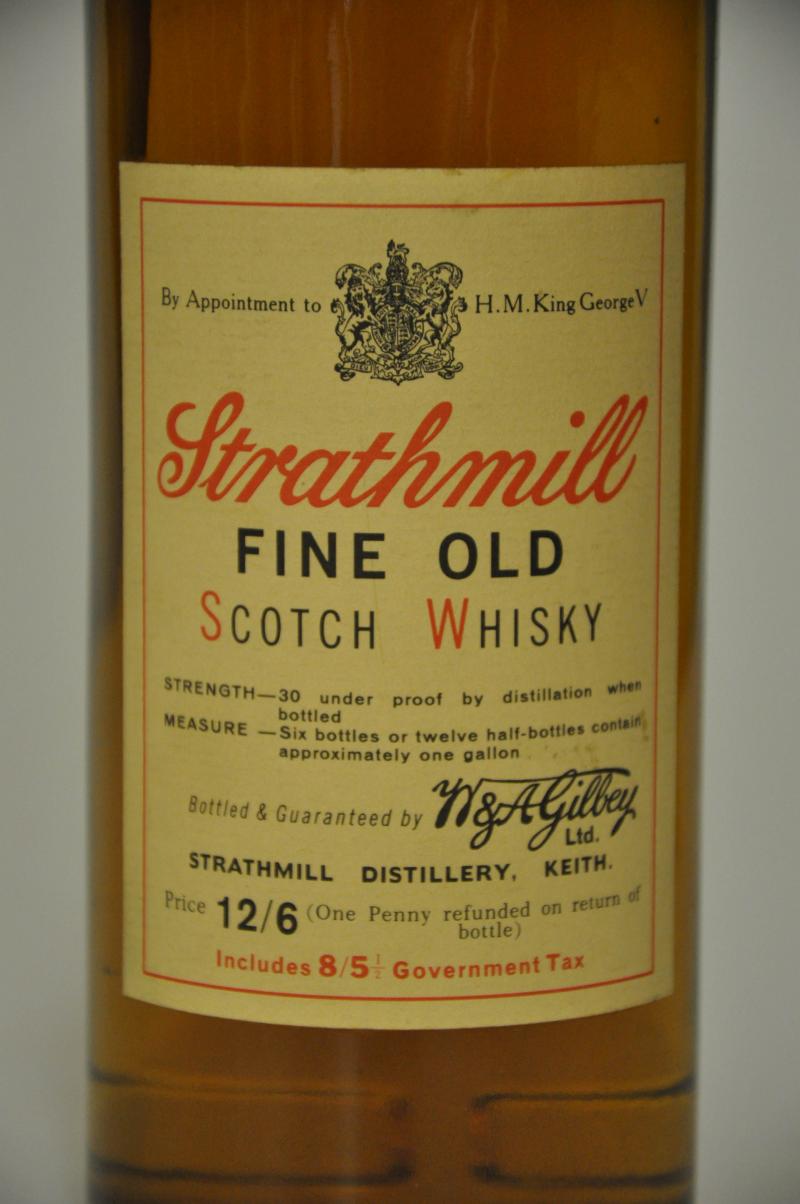 By Appointment to H.M. King George V
Strathmill
FINE OLD
SCOTCH WHISKY
STRENGTH—30 under proof by distillation when
bottled
MEASURE —Six bottles or twelve half-bottles contain
approximately one gallon
Bottled & Guaranteed by W&A Gilbey
Ltd.
STRATHMILL DISTILLERY, KEITH.
Price 12/6 (One Penny refunded on return of
bottle)
Includes 8/5½ Government Tax